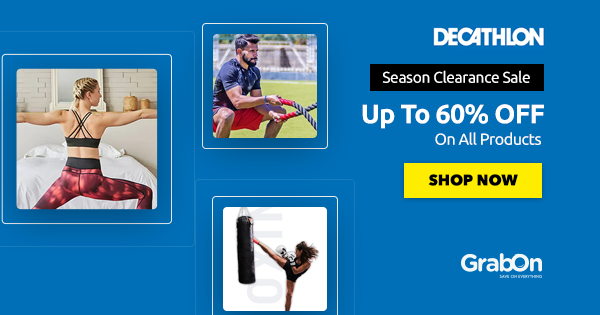 DECATHLON
Season Clearance Sale
Up To 60% OFF
On All Products
SHOP NOW
GrabOn
SAVE ON EVERYTHING